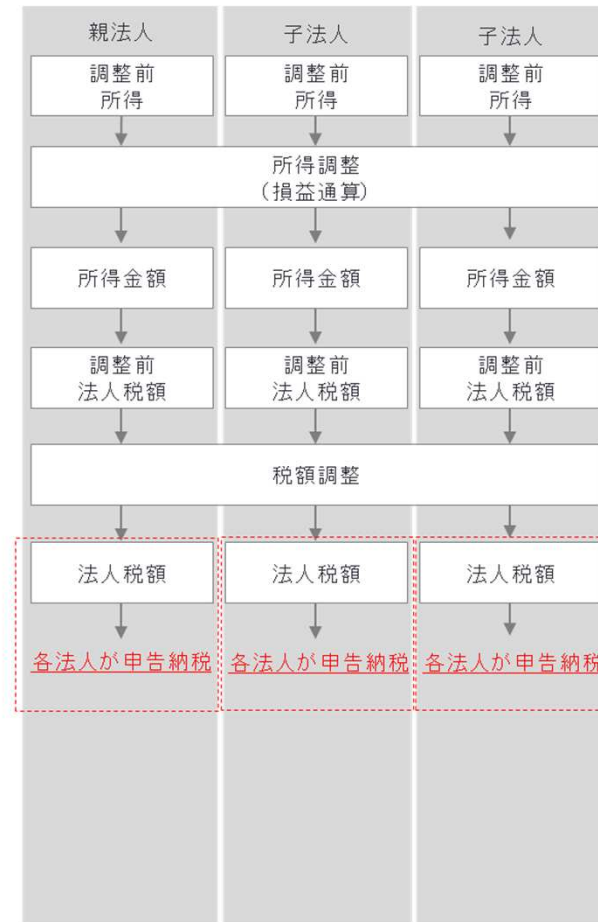 親法人
子法人
子法人
調整前
所得
調整前
所得
調整前
所得
所得調整
(損益通算)
所得金額
所得金額
所得金額
調整前
法人税額
調整前
法人税額
調整前
法人税額
税額調整
法人税額
法人税額
法人税額
各法人が申告納税
各法人が申告納税
各法人が申告納税